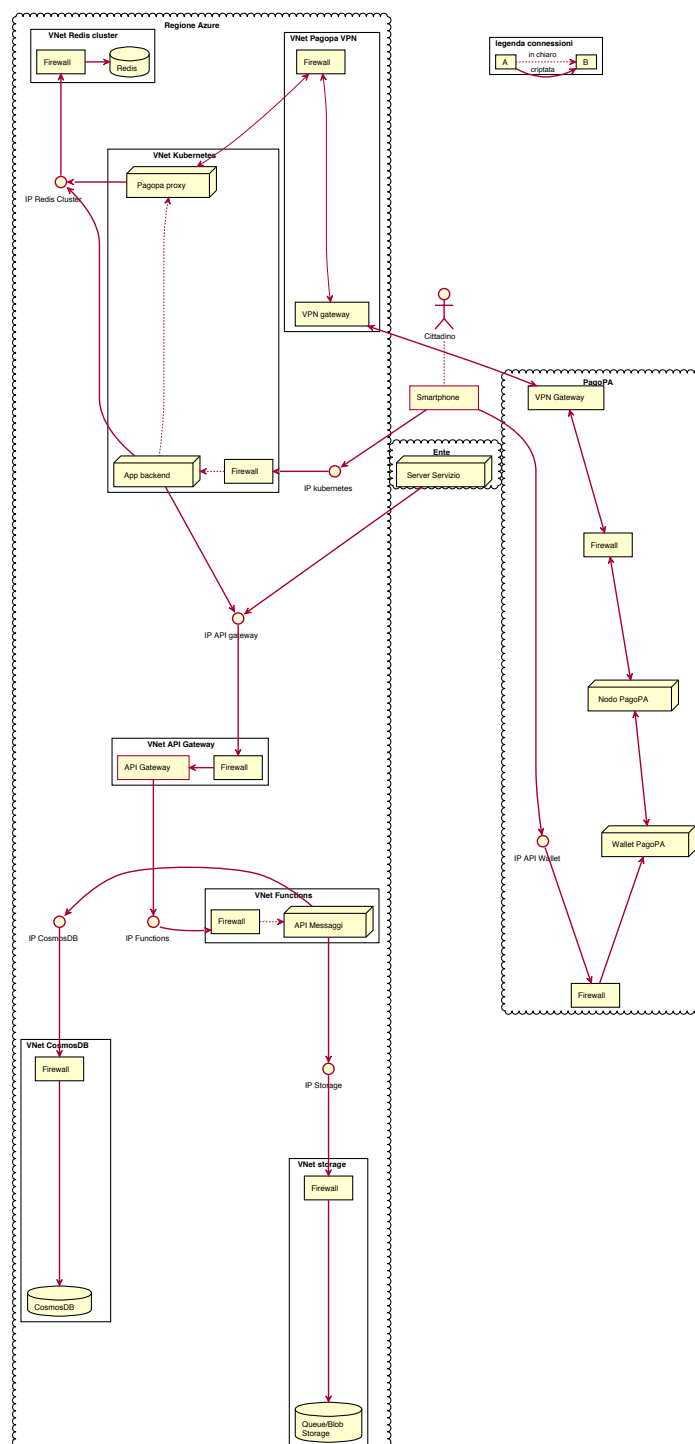 Regione Azure
VNet Redis cluster
Firewall
Redis
VNet Pagopa VPN
Firewall
legenda connessioni
A
in chiaro
criptata
B
VNet Kubernetes
Pagopa proxy
IP Redis Cluster
VPN gateway
Cittadino
PagoPA
VPN Gateway
Smartphone
Ente
Server Servizio
App backend
Firewall
IP kubernetes
Firewall
IP API gateway
Nodo PagoPA
VNet API Gateway
API Gateway
Firewall
Wallet PagoPA
IP API Wallet
VNet Functions
Firewall
API Messaggi
IP CosmosDB
IP Functions
Firewall
VNet CosmosDB
Firewall
IP Storage
VNet storage
Firewall
CosmosDB
Queue/Blob
Storage